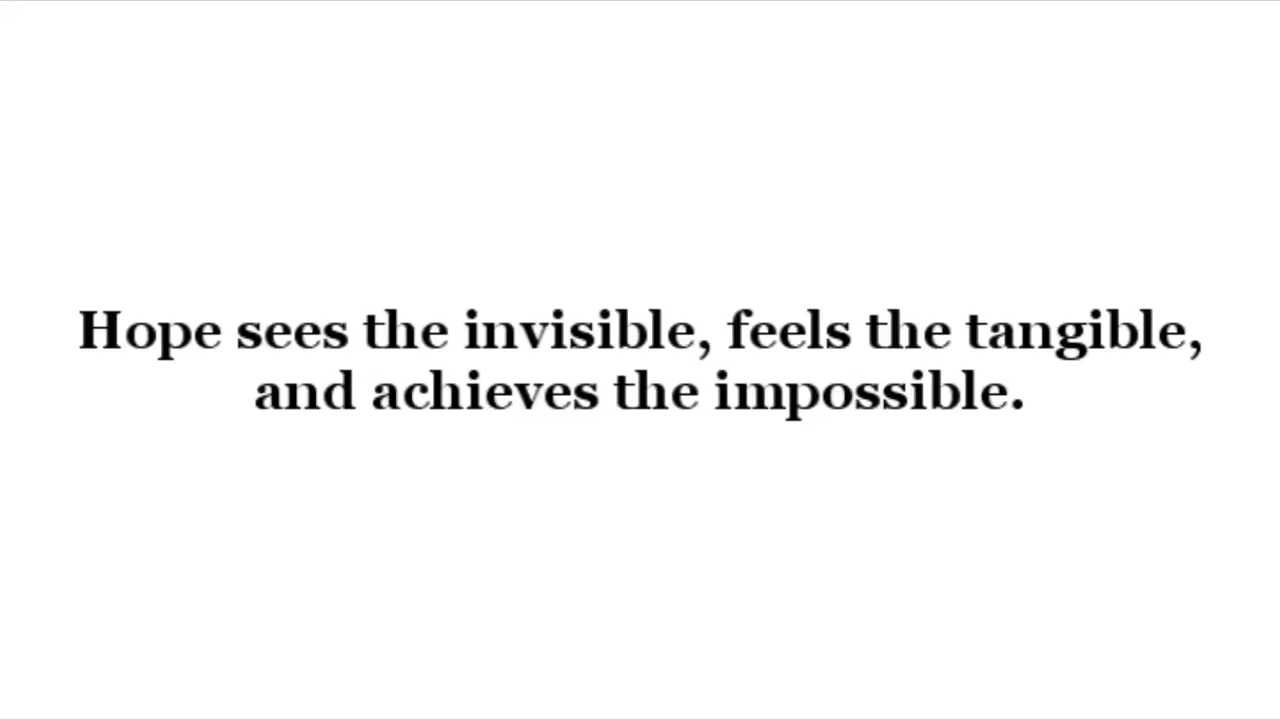 Hope sees the invisible, feels the tangible,
and achieves the impossible.